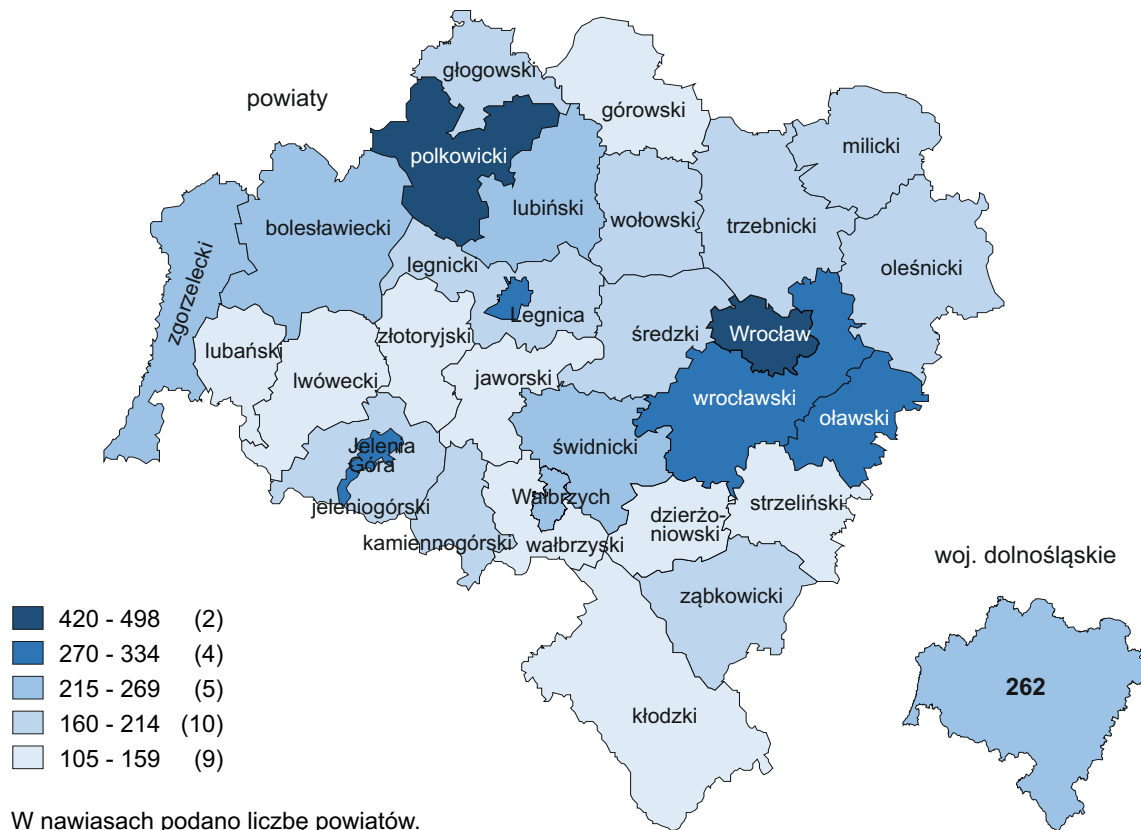 powiaty
głogowski
górowski
milicki
polkowicki
lubiński
wołowski
trzebnicki
bolesławiecki
oleśnicki
legnicki
zgorzelecki
Legnica
złotoryjski
średzki
Wrocław
lubański
lwówecki
jaworski
wrocławski
oławski
Jelenia
Góra
świdnicki
Wałbrzych
strzeliński
jeleniogórski
dzierżo-
niowski
kamiennogórski
wałbrzyski
ząbkowicki
kłodzki
woj. dolnośląskie
262
420 - 498 (2)
270 - 334 (4)
215 - 269 (5)
160 - 214 (10)
105 - 159 (9)
W nawiasach podano liczbę powiatów.